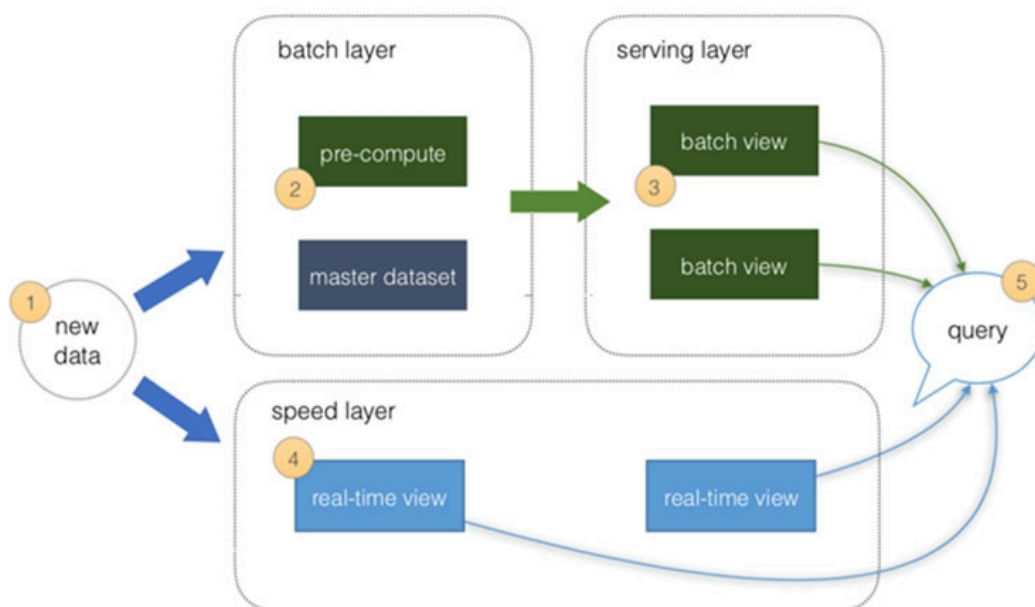 batch layer
pre-compute
2
master dataset
serving layer
batch view
3
batch view
1
new
data
speed layer
4
real-time view
real-time view
5
query